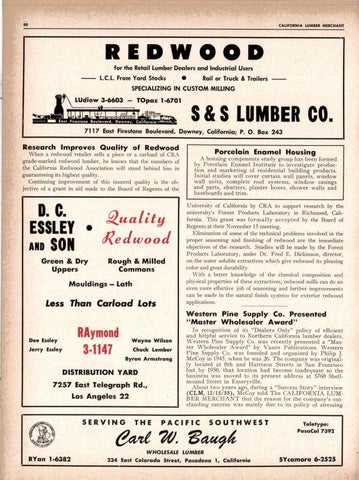 60
CALIFORNIA LUMBER MERCHANT
REDWOOD
for the Retail Lumber Dealers and Industrial Users
L.C.L. From Yard Stocks • Rail or Truck & Trailers
SPECIALIZING IN CUSTOM MILLING
LUdlow 3-6603 — TOpaz 1-6701
S & S LUMBER CO.
East Firestone Boulevard, Downey, California
7117 East Firestone Boulevard, Downey, California; P. O. Box 243
Research Improves Quality of Redwood
When a redwood retailer sells a piece or a carload of CRA
grade-marked redwood lumber, he knows that the members of
the California Redwood Association will stand behind him in
guaranteeing its highest quality.
Continuing improvement of this insured quality is the ob-
jective of a grant in aid made to the Board of Regents of the
Porcelain Enamel Housing
A housing components study group has been formed
by Porcelain Enamel Institute to investigate produc-
tion and marketing of residential building products.
Initial studies will cover curtain wall panels, window
wall units, complete roof systems, window casings
and parts, shutters, planter boxes, shower walls and
baseboards and trim.
D. C.
ESSLEY
AND SON
•
Quality
Redwood
Green & Dry
Uppers
Rough & Milled
Commons
Mouldings – Lath
Less Than Carload Lots
Dee Essley
Jerry Essley
RAymond
3-1147
Wayne Wilson
Chuck Lember
Byron Armstrong
DISTRIBUTION YARD
7257 East Telegraph Rd.,
Los Angeles 22
University of California by CRA to support research by the
university's Forest Products Laboratory in Richmond, Cali-
fornia. This grant was formally accepted by the Board of
Regents at their November 15 meeting.
Elimination of some of the technical problems involved in the
proper seasoning and finishing of redwood are the immediate
objectives of the research. Studies will be made by the Forest
Products Laboratory, under Dr. Fred E. Dickinson, director,
on the water soluble extractives which give redwood its pleasing
color and great durability.
With a better knowledge of the chemical composition and
physical properties of these extractives, redwood mills can do an
even more effective job of seasoning and further improvements
can be made in the natural finish systems for exterior redwood
applications.
Western Pine Supply Co. Presented
"Master Wholesaler Award"
In recognition of its "Dealers Only" policy of efficient
and helpful service to Northern California lumber dealers,
Western Pine Supply Co. was recently presented a "Mas-
ter Wholesaler Award" by Vance Publications. Western
Pine Supply Co. was founded and organized by Philip J.
McCoy in 1943, when he was 26. The company was original-
ly located at 8th and Harrison Streets in San Francisco
but by 1950, that location had become inadequate as the
business was moved to its present address at 5760 Shell-
mound Street in Emeryville.
About two years ago, during a "Success Story" interview
(CLM, 12/15/55), McCoy told The CALIFORNIA LUM-
BER MERCHANT that the reason for the company's out-
standing success was mainly due to its policy of stressing
SERVING THE PACIFIC SOUTHWEST
Carl W. Baugh
WHOLESALE LUMBER
Teletype:
PasaCal 7392
RYan 1-6382
234 East Colorado Street, Pasadena 1, California
SYcamore 6-2525